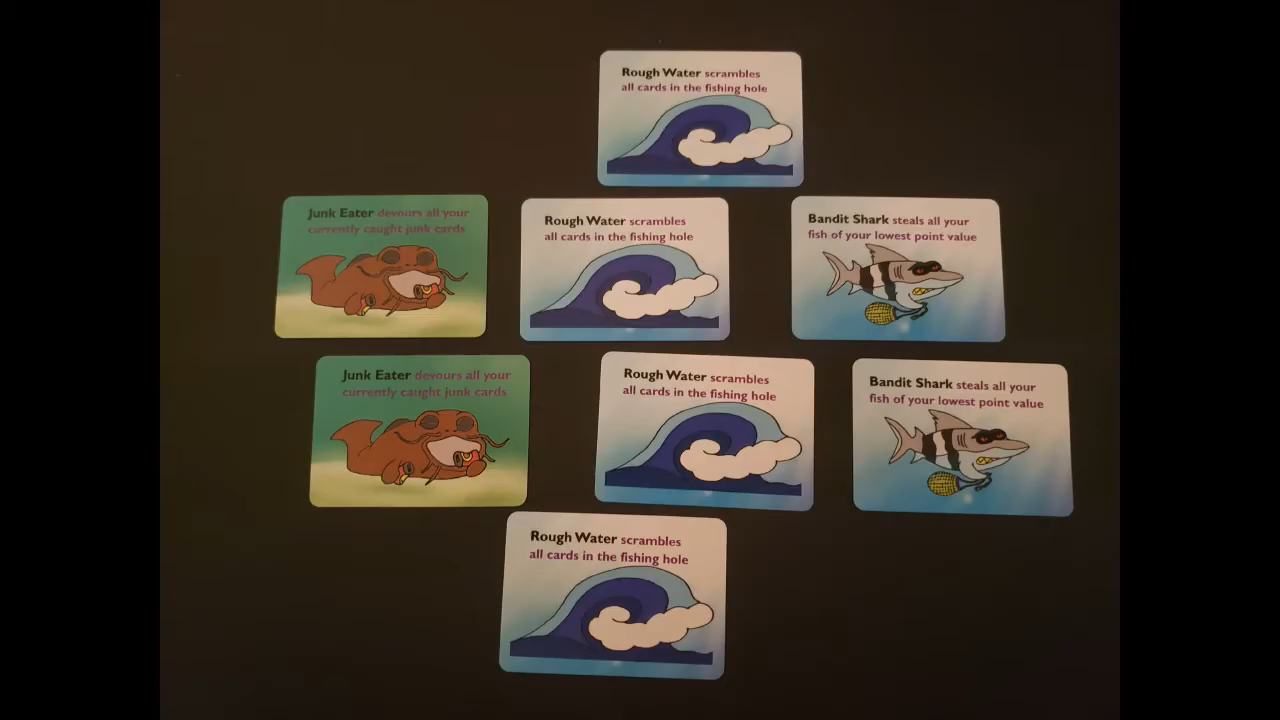 Rough Water scrambles
all cards in the fishing hole
Junk Eater devours all your
currently caught junk cards
Rough Water scrambles
all cards in the fishing hole
Bandit Shark steals all your
fish of your lowest point value
Junk Eater devours all your
currently caught junk cards
Rough Water scrambles
all cards in the fishing hole
Bandit Shark steals all your
fish of your lowest point value
Rough Water scrambles
all cards in the fishing hole